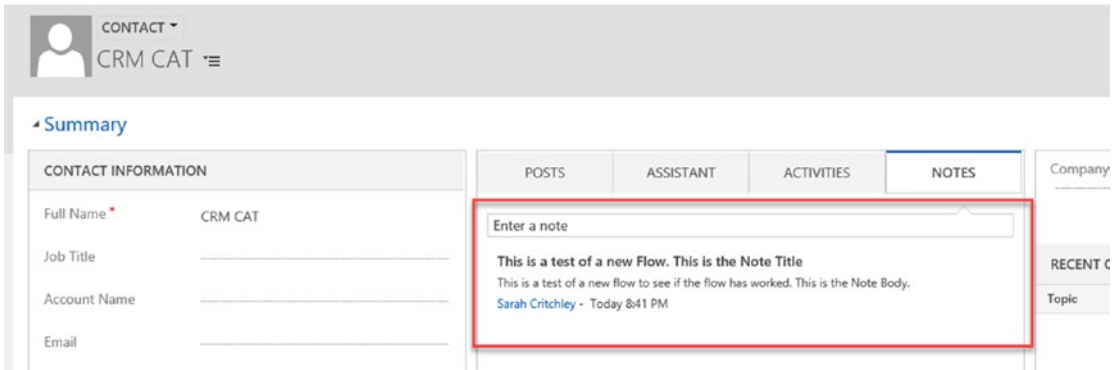 CONTACT
CRM CAT
Summary
CONTACT INFORMATION
Full Name* CRM CAT
Job Title
Account Name
Email
POSTS ASSISTANT ACTIVITIES NOTES
Enter a note
This is a test of a new Flow. This is the Note Title
This is a test of a new flow to see if the flow has worked. This is the Note Body.
Sarah Critchley - Today 8:41 PM
Company
RECENT
Topic